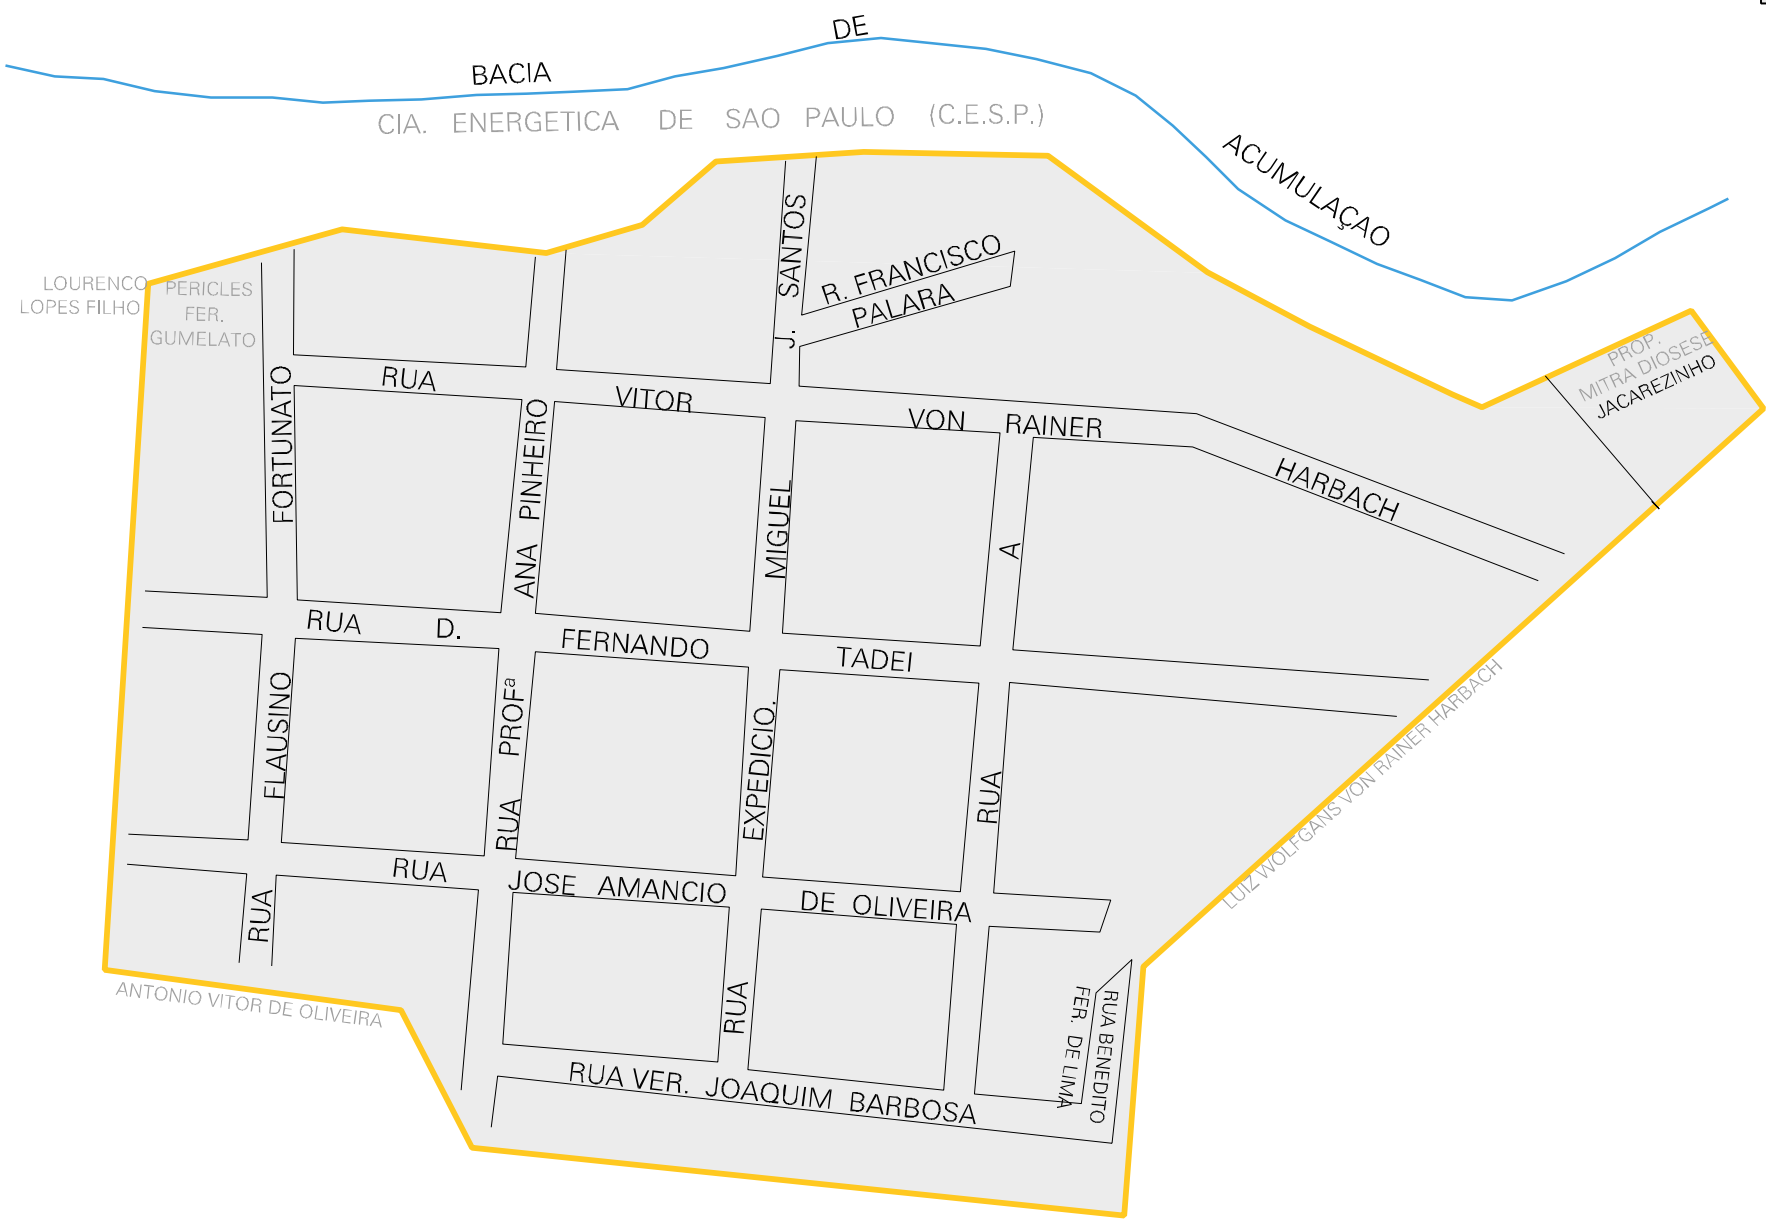 BACIA DE ACUMULAÇAO
CIA. ENERGETICA DE SAO PAULO (C.E.S.P.)
LOURENCO
LOPES FILHO
PERICLES
FER.
GUMELATO
R. FRANCISCO
PALARA
PROP.
MITRA DIOSESE
JACAREZINHO
RUA VITOR VON RAINER HARBACH
RUA FLAUSINO FORTUNATO
RUA PROFª ANA PINHEIRO
RUA EXPEDICIO. MIGUEL J. SANTOS
RUA A
RUA D. FERNANDO TADEI
RUA JOSE AMANCIO DE OLIVEIRA
LUIZ WOLFGANS VON RAINER HARBACH
ANTONIO VITOR DE OLIVEIRA
RUA BENEDITO
FER. DE LIMA
RUA VER. JOAQUIM BARBOSA